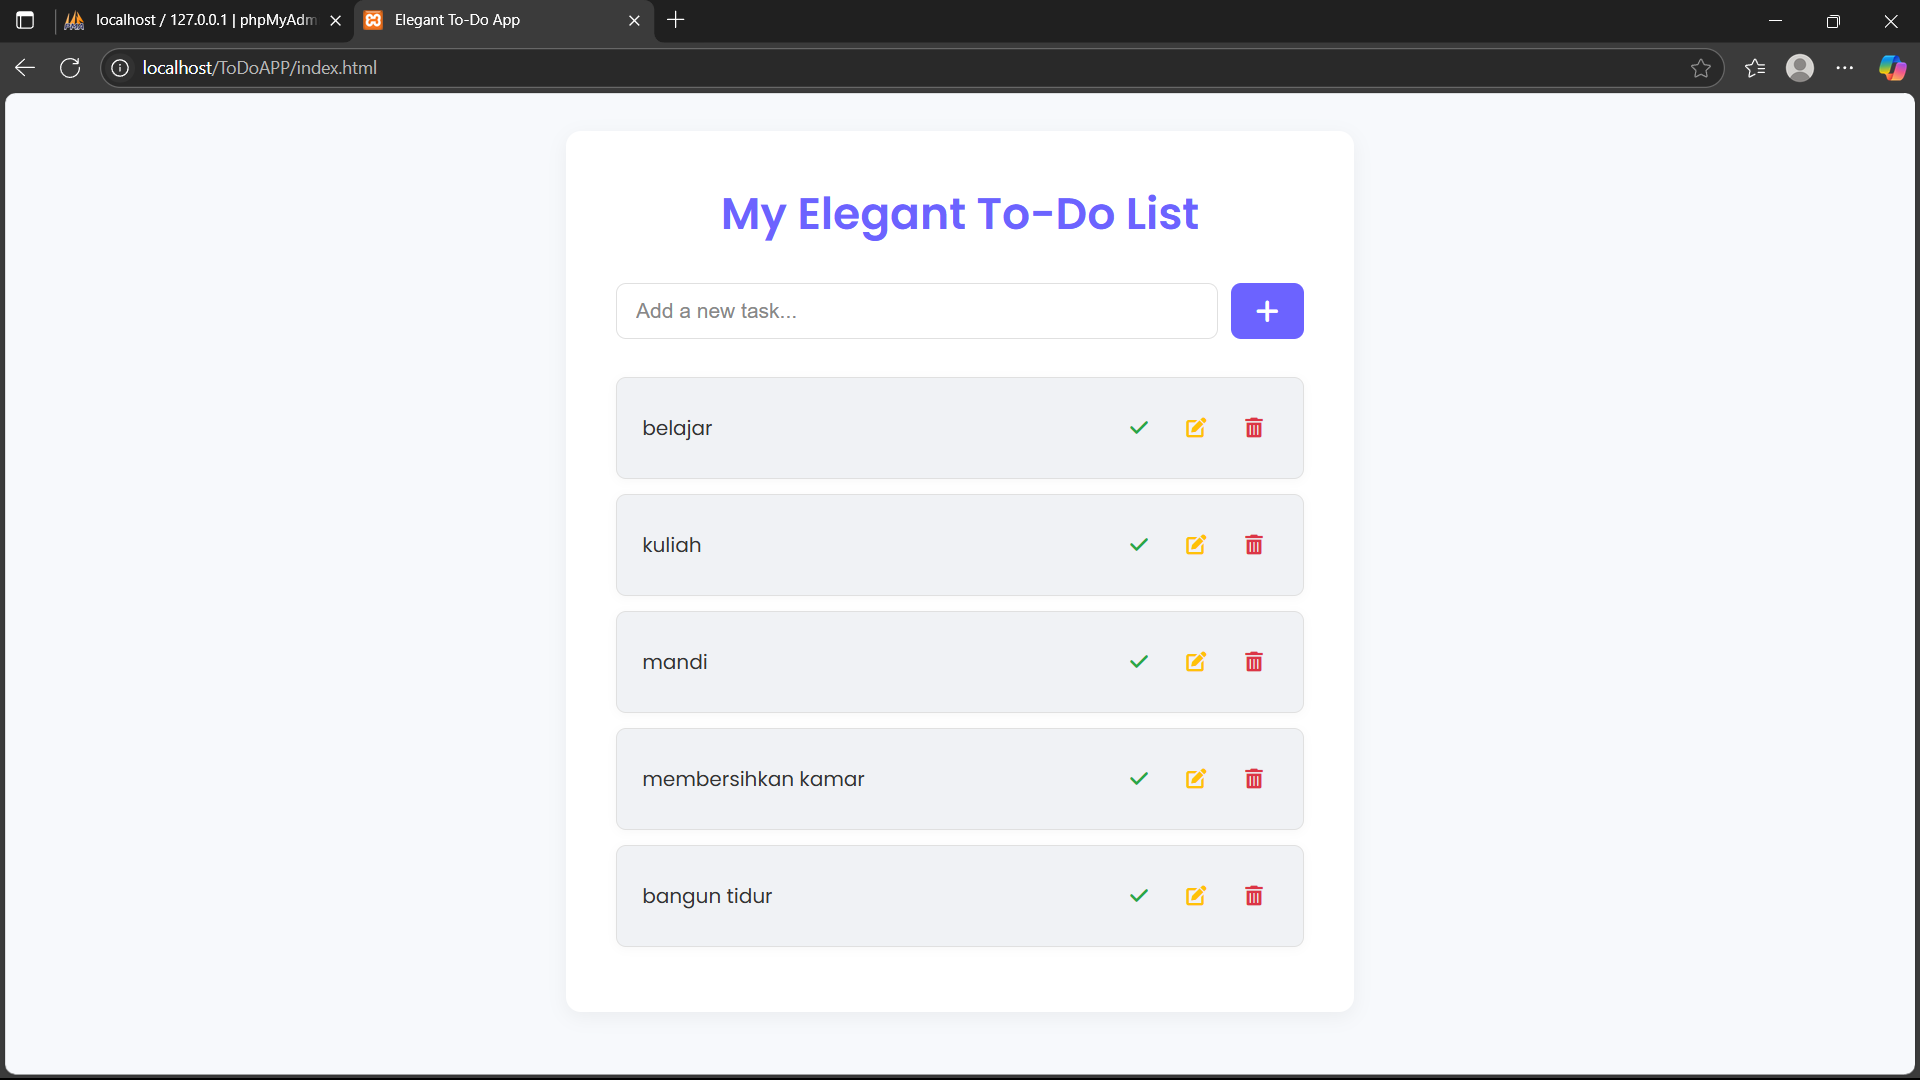 localhost / 127.0.0.1 | phpMyAdm
Elegant To-Do App
localhost/ToDoAPP/index.html
My Elegant To-Do List
Add a new task...
belajar
kuliah
mandi
membersihkan kamar
bangun tidur